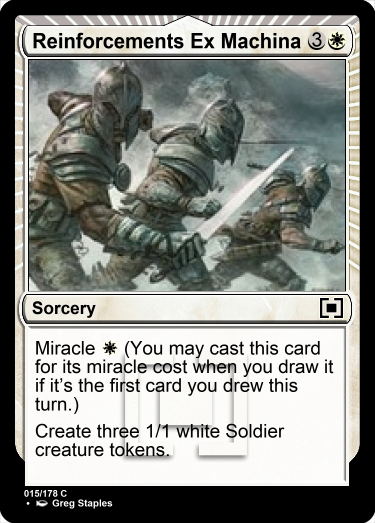 Reinforcements Ex Machina 3
Sorcery
Miracle (You may cast this card
for its miracle cost when you draw it
if it's the first card you drew this
turn.)
Create three 1/1 white Soldier
creature tokens.
015/178 C
• Greg Staples